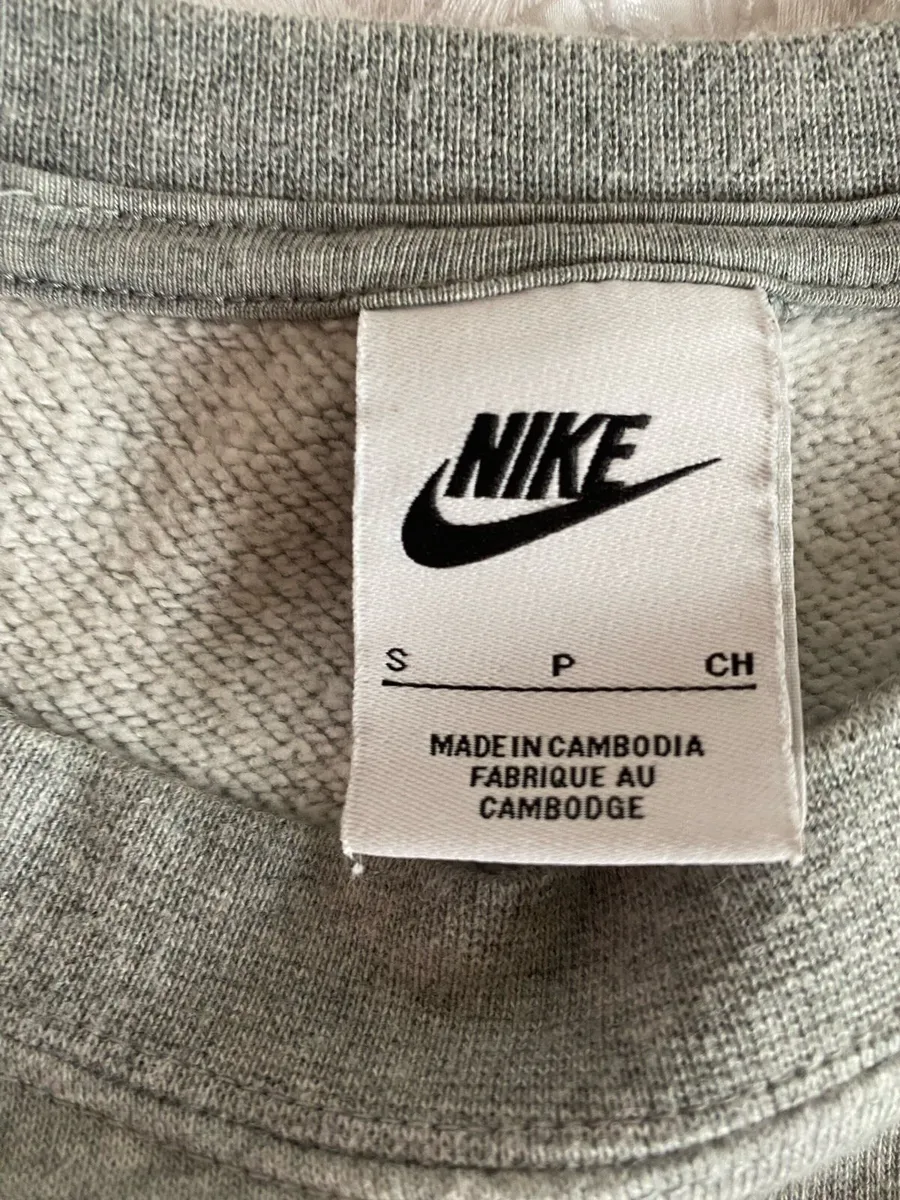 NIKE
S P CH
MADE IN CAMBODIA
FABRIQUE AU
CAMBODGE